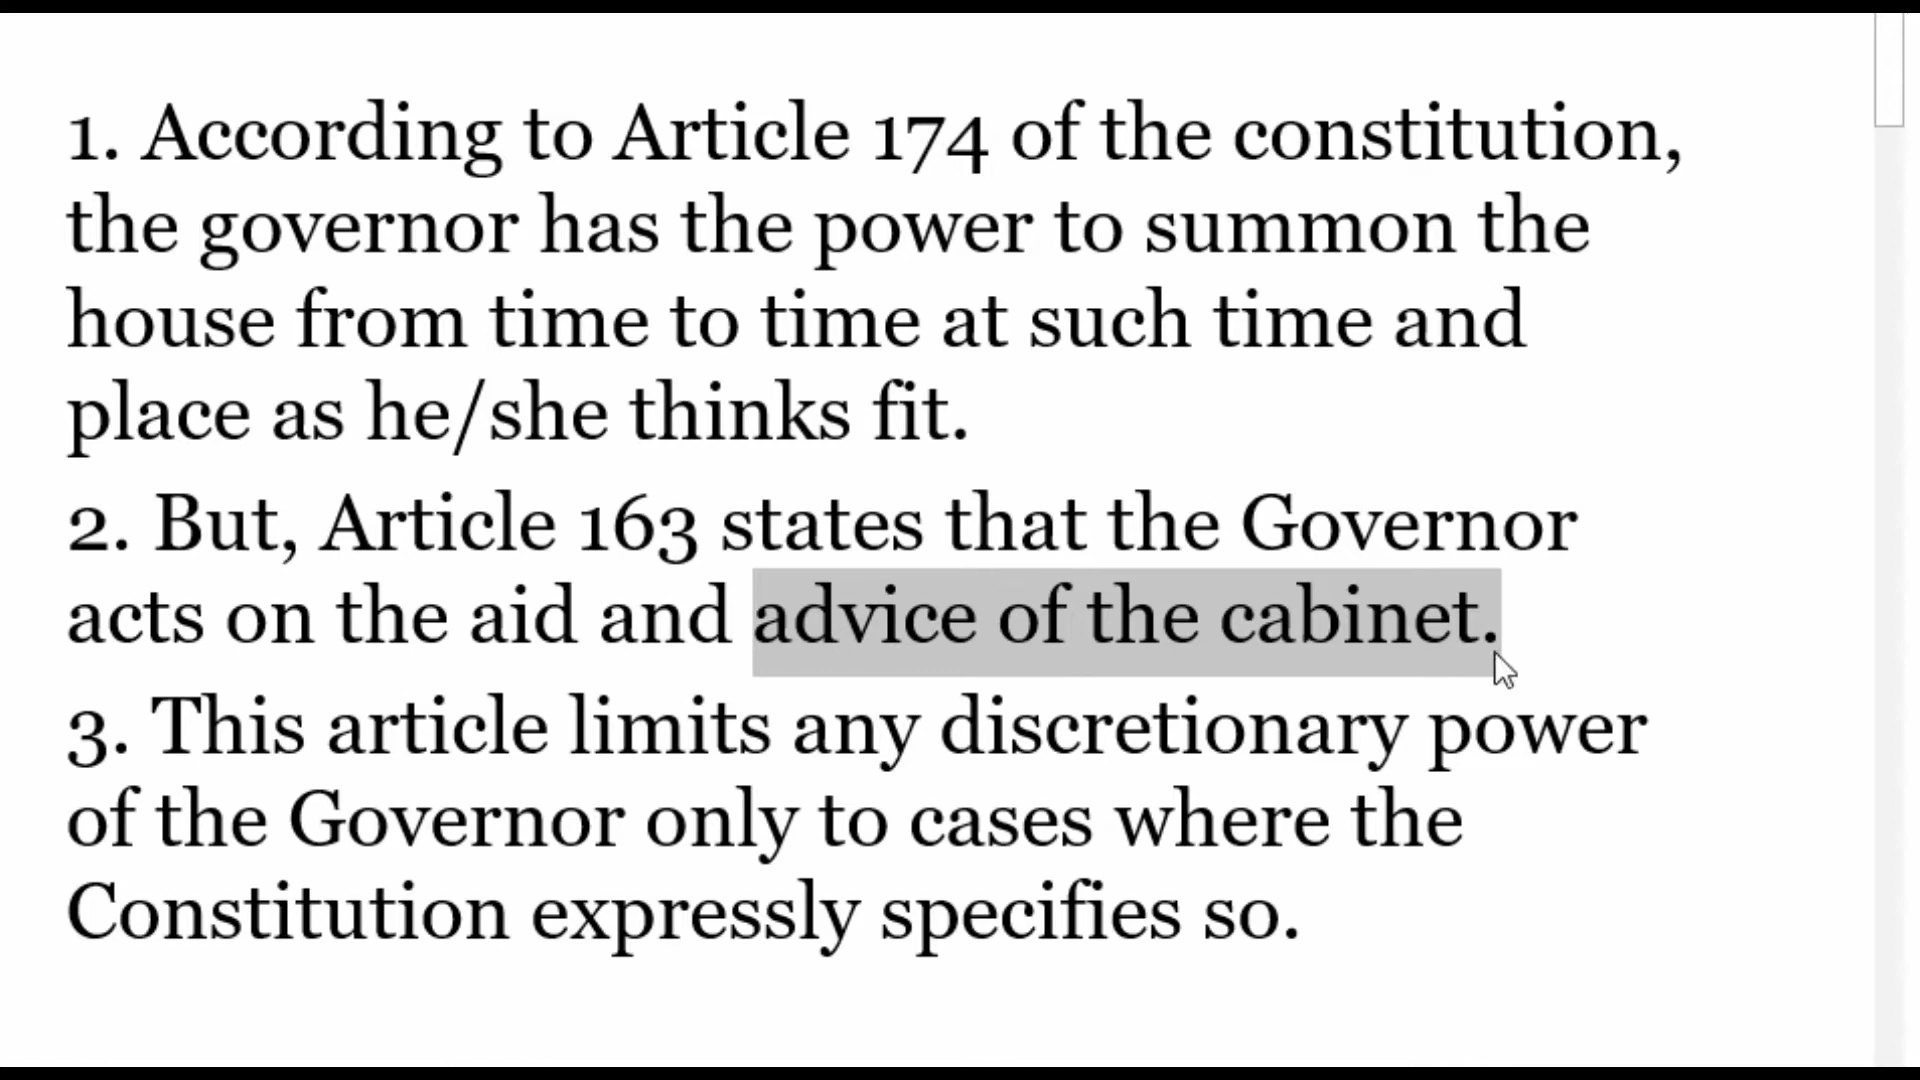 1. According to Article 174 of the constitution,
the governor has the power to summon the
house from time to time at such time and
place as he/she thinks fit.
2. But, Article 163 states that the Governor
acts on the aid and advice of the cabinet.
3. This article limits any discretionary power
of the Governor only to cases where the
Constitution expressly specifies so.